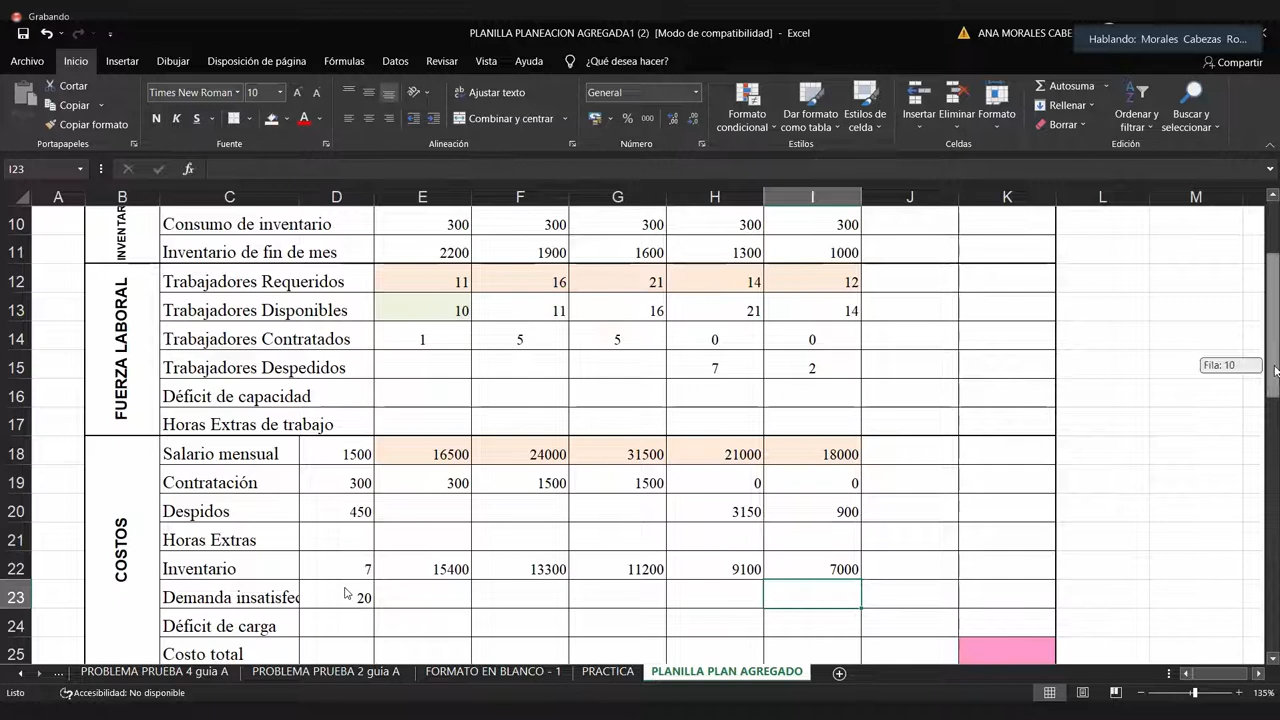 Grabando
PLANILLA PLANEACION AGREGADA1 (2) [Modo de compatibilidad] - Excel
ANA MORALES CABE
Hablando: Morales Cabezas Ro...
Archivo Inicio Insertar Dibujar Disposición de página Fórmulas Datos Revisar Vista Ayuda ¿Qué desea hacer? Compartir
Cortar
Copiar
Copiar formato
Portapapeles
Times New Roman 10
N K S
Fuente
Ajustar texto
Combinar y centrar
Alineación
General
% 000
Número
Formato condicional
Dar formato como tabla
Estilos de celda
Estilos
Insertar Eliminar Formato
Celdas
Autosuma
Rellenar
Borrar
Ordenar y filtrar
Buscar y seleccionar
Edición
I23 fx
A B C D E F G H I J K L M
INVENTAR
10 Consumo de inventario 300 300 300 300 300
11 Inventario de fin de mes 2200 1900 1600 1300 1000
FUERZA LABORAL
12 Trabajadores Requeridos 11 16 21 14 12
13 Trabajadores Disponibles 10 11 16 21 14
14 Trabajadores Contratados 1 5 5 0 0
15 Trabajadores Despedidos 7 2
Fila: 10
16 Déficit de capacidad
17 Horas Extras de trabajo
COSTOS
18 Salario mensual 1500 16500 24000 31500 21000 18000
19 Contratación 300 300 1500 1500 0 0
20 Despidos 450 3150 900
21 Horas Extras
22 Inventario 7 15400 13300 11200 9100 7000
23 Demanda insatisfec 20
24 Déficit de carga
25 Costo total
... PROBLEMA PRUEBA 4 guia A PROBLEMA PRUEBA 2 guia A FORMATO EN BLANCO - 1 PRACTICA PLANILLA PLAN AGREGADO
Listo Accesibilidad: No disponible 135%